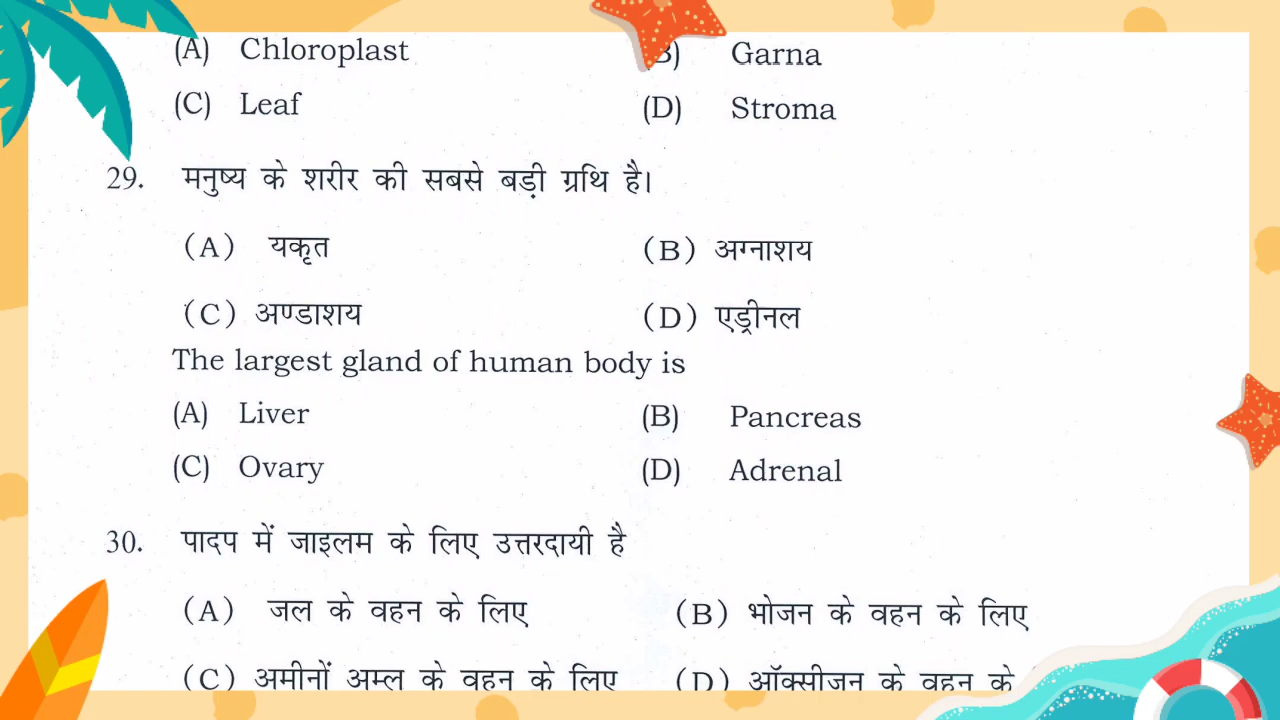 (A) Chloroplast (B) Garna
(C) Leaf (D) Stroma
29. मनुष्य के शरीर की सबसे बड़ी ग्रथि है।
(A) यकृत (B) अग्नाशय
(C) अण्डाशय (D) एड्रीनल
The largest gland of human body is
(A) Liver (B) Pancreas
(C) Ovary (D) Adrenal
30. पादप में जाइलम के लिए उत्तरदायी है
(A) जल के वहन के लिए (B) भोजन के वहन के लिए
(C) अमीनों अम्ल के वहन के लिए (D) ऑक्सीजन के वहन के